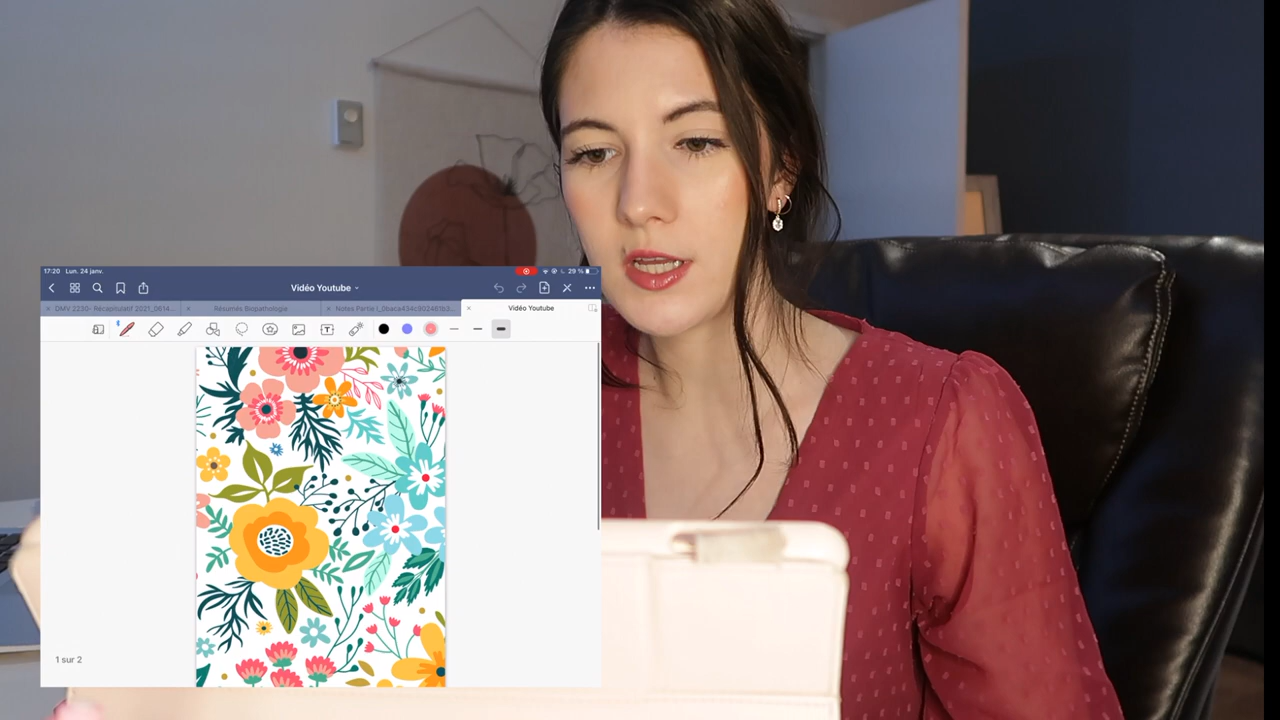 17:20 Lun. 24 janv.
29 %
Vidéo Youtube
DMV 2230- Récapitulatif 2021_0614...
Résumés Biopathologie
Notes Partie I_0baca434c902481b3...
Vidéo Youtube
1 sur 2